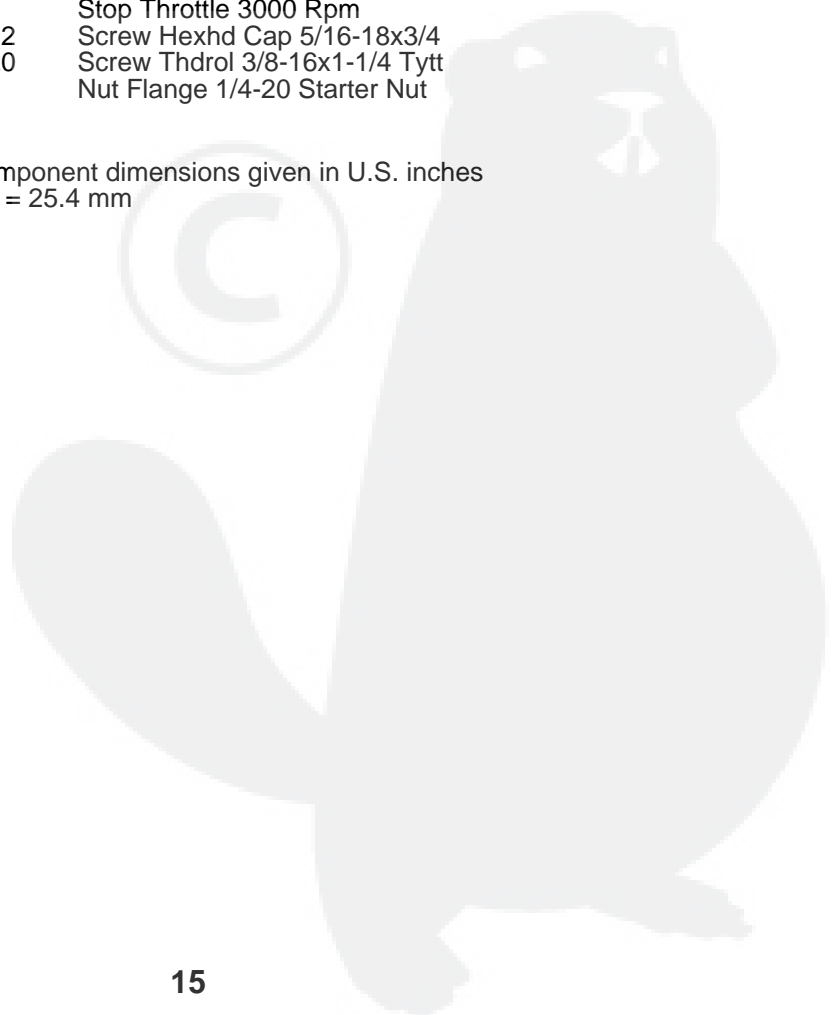 Stop Throttle 3000 Rpm
2 Screw Hexhd Cap 5/16-18x3/4
0 Screw Thdrol 3/8-16x1-1/4 Tytt
Nut Flange 1/4-20 Starter Nut
mponent dimensions given in U.S. inches
= 25.4 mm
©
15